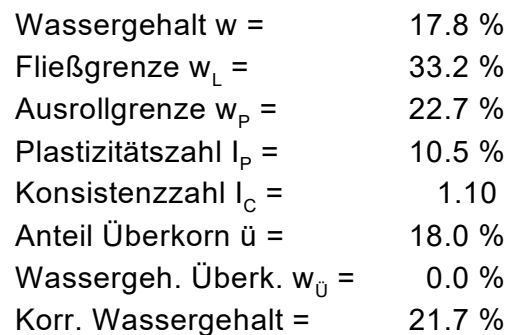 Wassergehalt w = 17.8 %
Fließgrenze w_L = 33.2 %
Ausrollgrenze w_P = 22.7 %
Plastizitätszahl I_P = 10.5 %
Konsistenzzahl I_C = 1.10
Anteil Überkorn ü = 18.0 %
Wassergeh. Überk. w_Ü = 0.0 %
Korr. Wassergehalt = 21.7 %